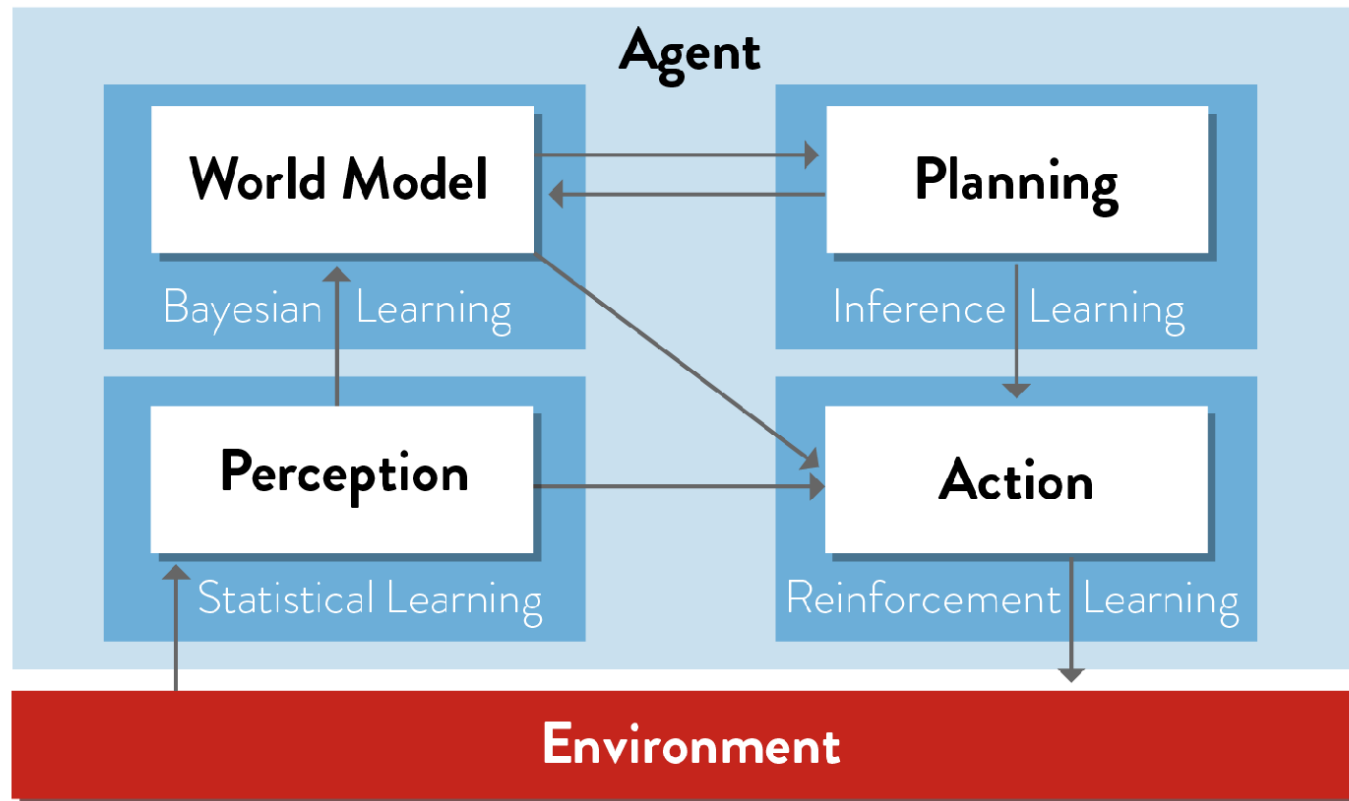 Agent
World Model
Planning
Bayesian Learning
Inference Learning
Perception
Action
Statistical Learning
Reinforcement Learning
Environment